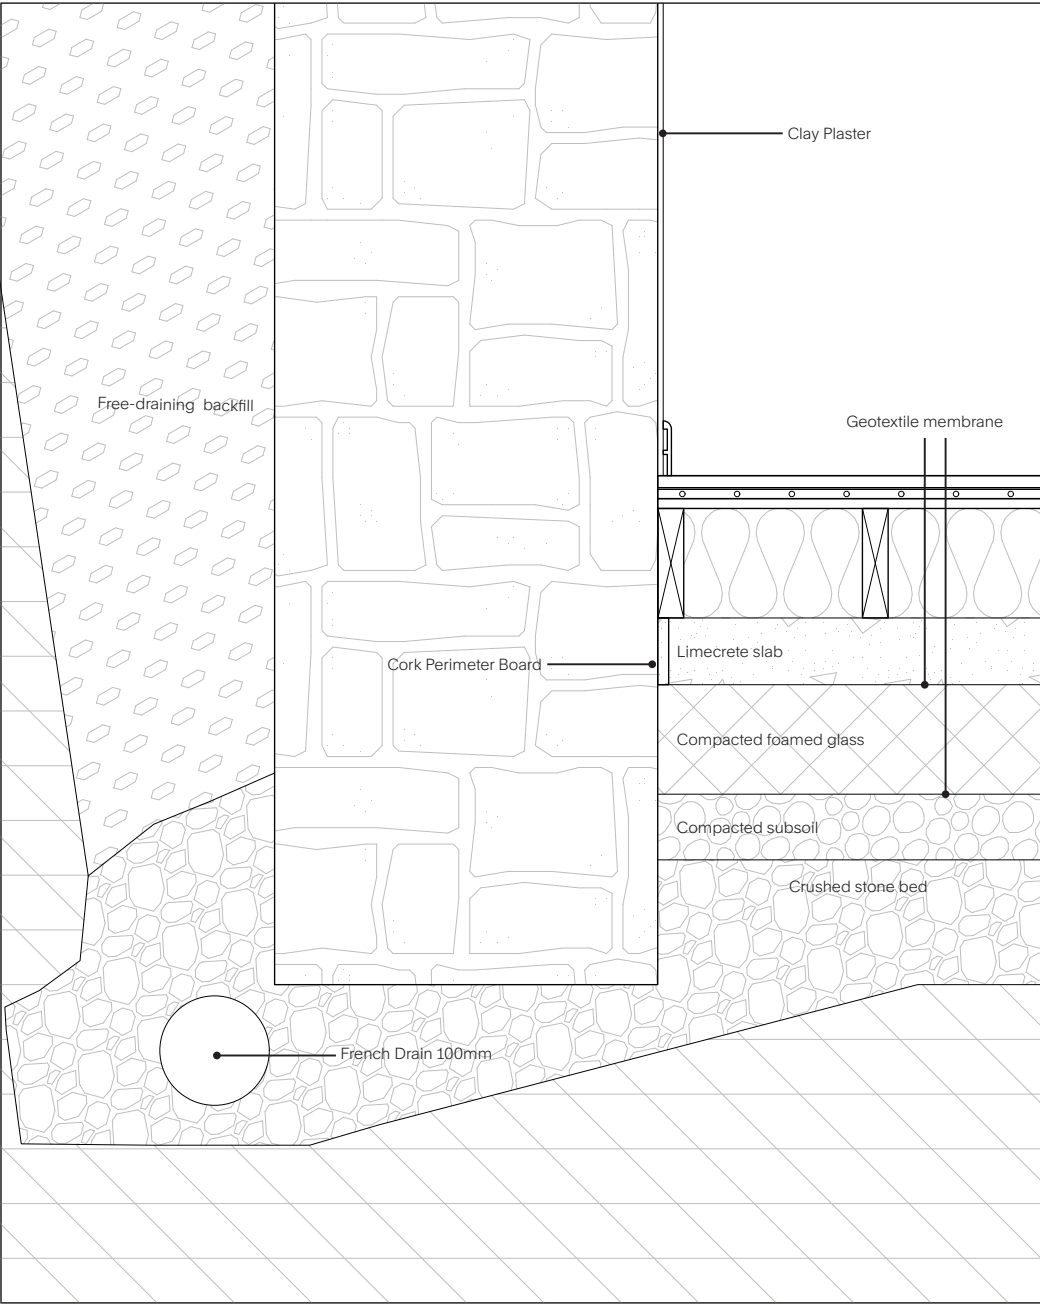 Clay Plaster
Free-draining backfill
Geotextile membrane
Limecrete slab
Cork Perimeter Board
Compacted foamed glass
Compacted subsoil
Crushed stone bed
French Drain 100mm